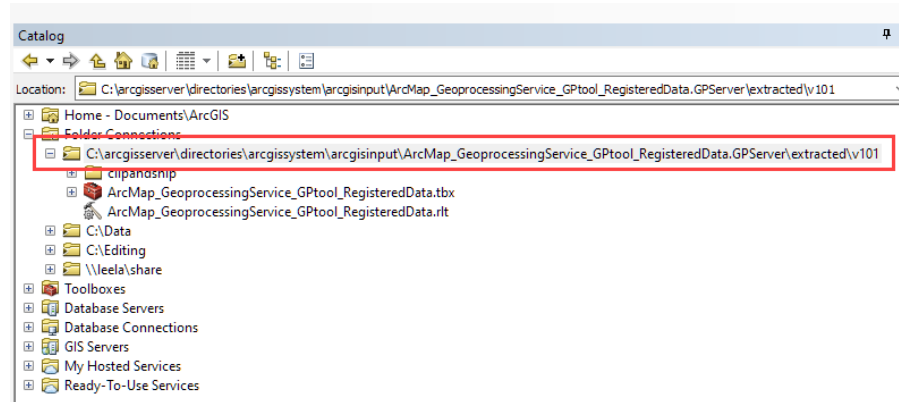 Catalog
Location: C:\arcgisserver\directories\arcgissystem\arcgisinput\ArcMap_GeoprocessingService_GPtool_RegisteredData.GPServer\extracted\v101
Home - Documents\ArcGIS
Folder Connections
C:\arcgisserver\directories\arcgissystem\arcgisinput\ArcMap_GeoprocessingService_GPtool_RegisteredData.GPServer\extracted\v101
clipandship
ArcMap_GeoprocessingService_GPtool_RegisteredData.tbx
ArcMap_GeoprocessingService_GPtool_RegisteredData.rlt
C:\Data
C:\Editing
\\leela\share
Toolboxes
Database Servers
Database Connections
GIS Servers
My Hosted Services
Ready-To-Use Services